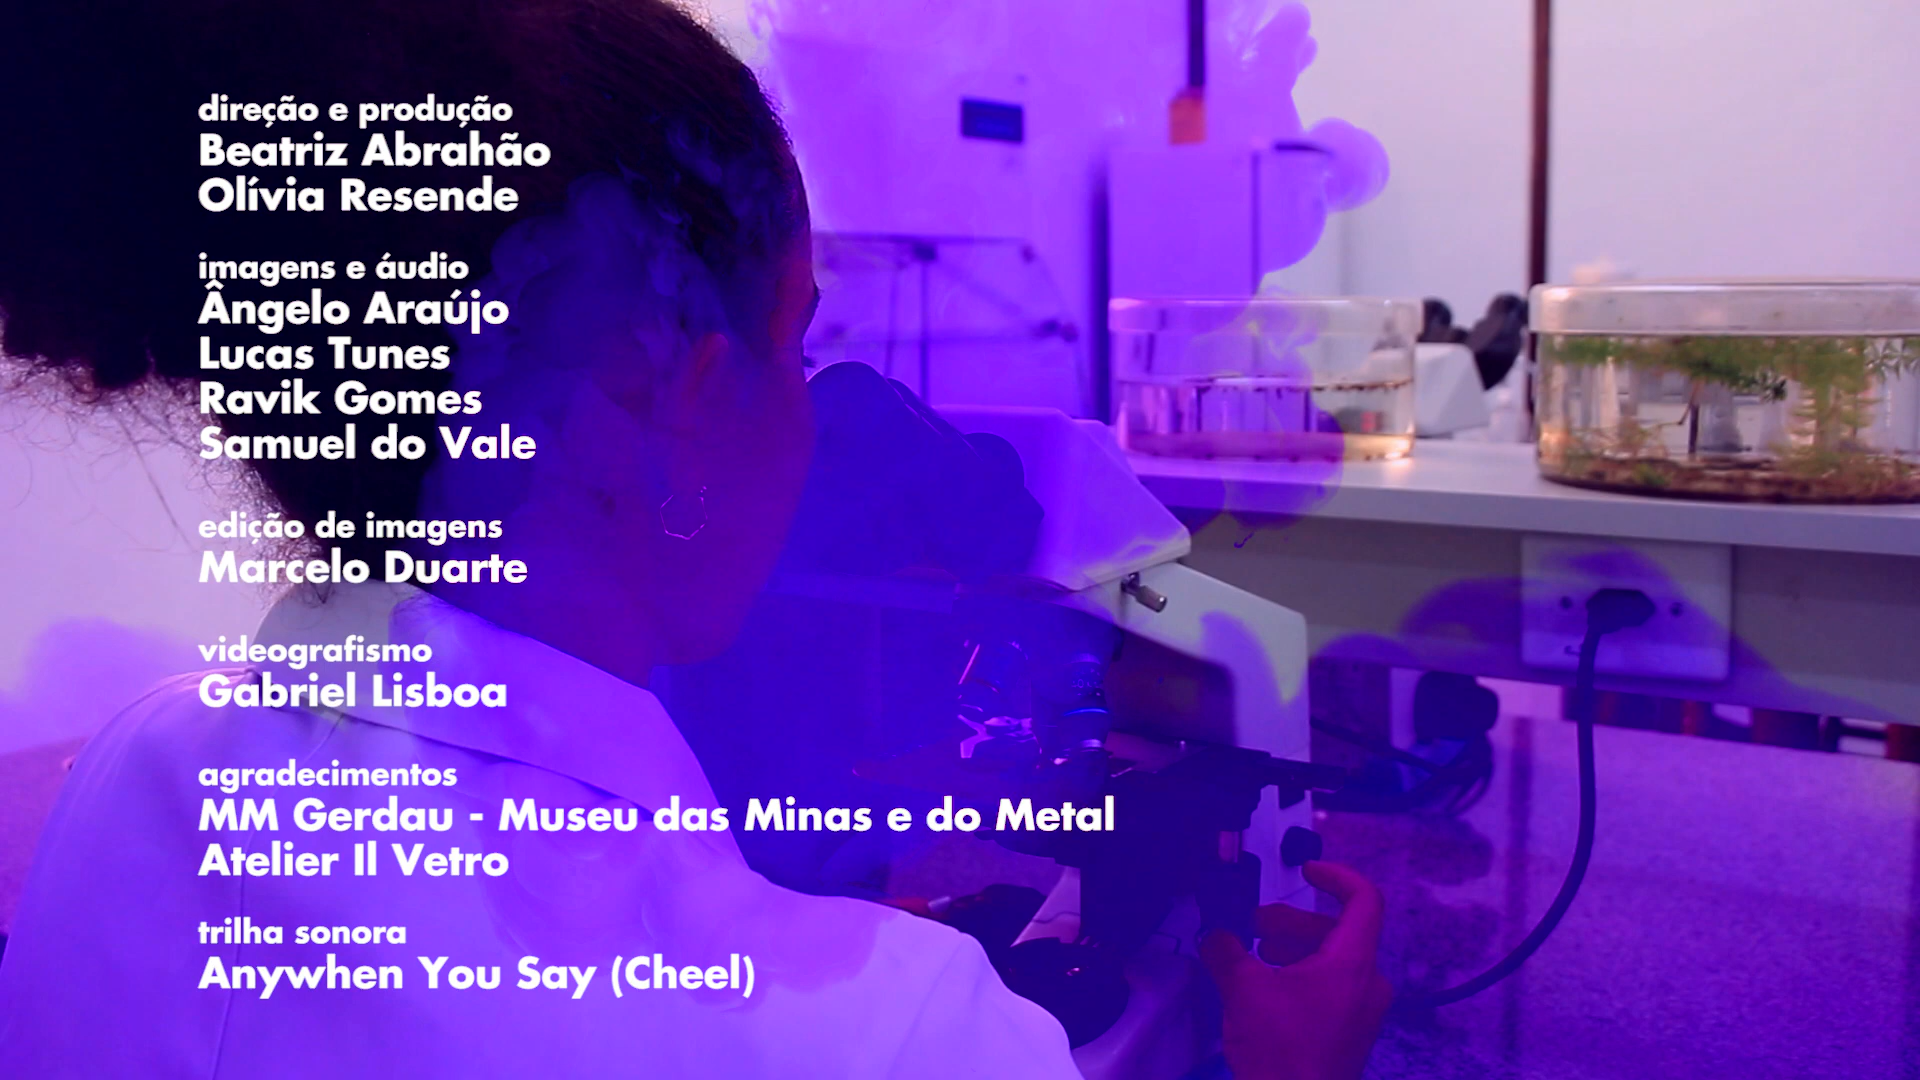 direção e produção
Beatriz Abrahão
Olívia Resende
imagens e áudio
Ângelo Araújo
Lucas Tunes
Ravik Gomes
Samuel do Vale
edição de imagens
Marcelo Duarte
videografismo
Gabriel Lisboa
agradecimentos
MM Gerdau - Museu das Minas e do Metal
Atelier Il Vetro
trilha sonora
Anywhen You Say (Cheel)